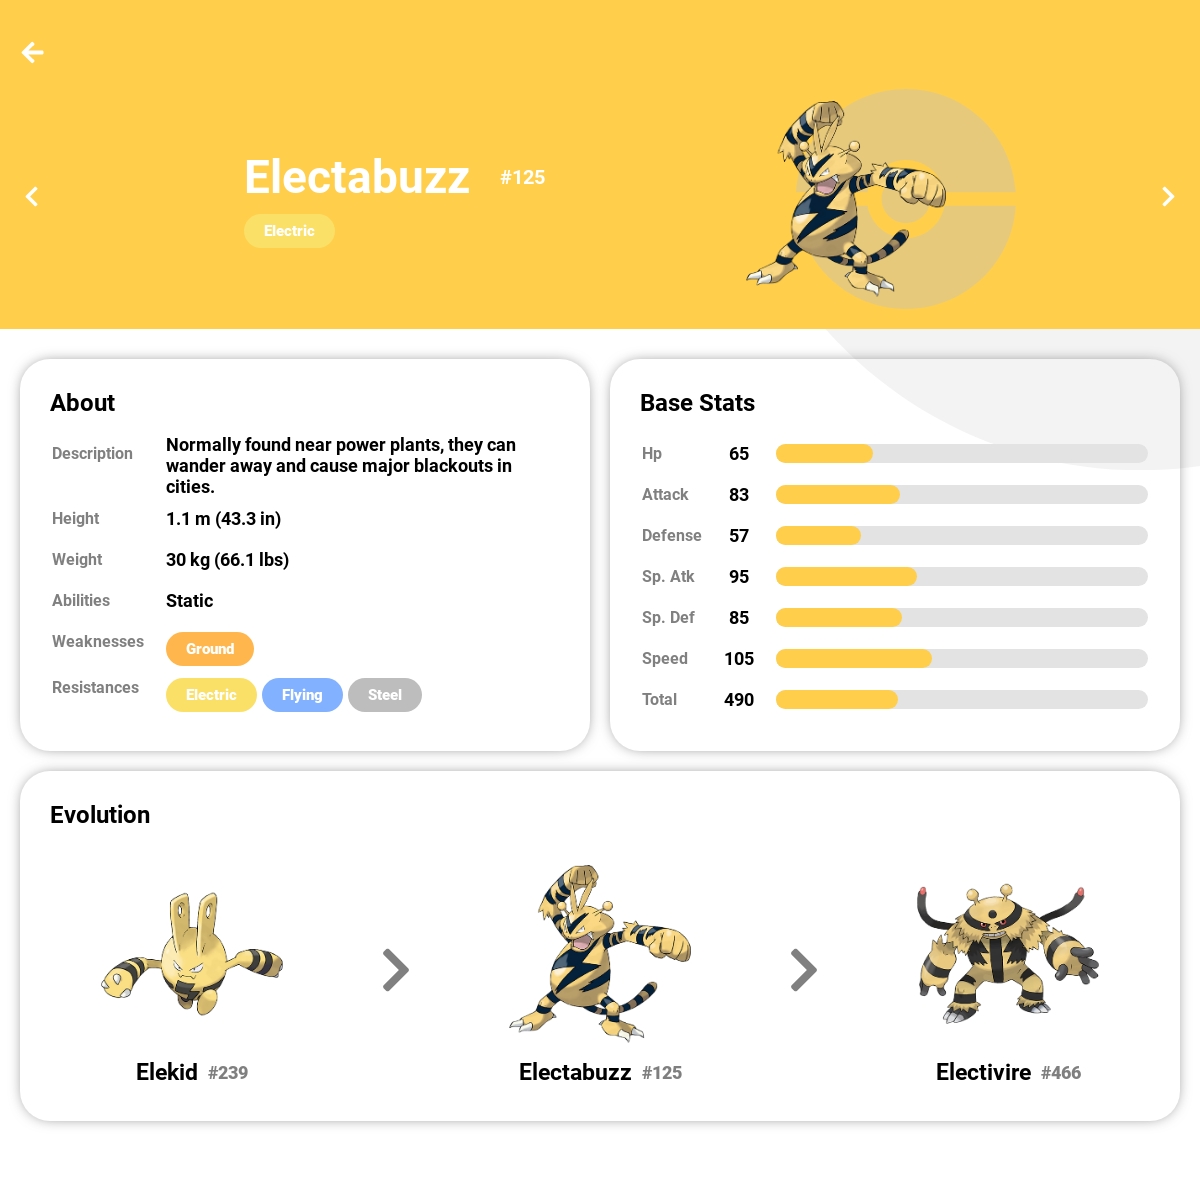 Electabuzz #125
Electric
About
Description Normally found near power plants, they can
wander away and cause major blackouts in
cities.
Height 1.1 m (43.3 in)
Weight 30 kg (66.1 lbs)
Abilities Static
Weaknesses Ground
Resistances Electric Flying Steel
Base Stats
Hp 65
Attack 83
Defense 57
Sp. Atk 95
Sp. Def 85
Speed 105
Total 490
Evolution
Elekid #239
Electabuzz #125
Electivire #466